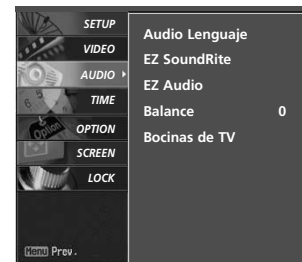 SETUP
VIDEO
AUDIO
TIME
OPTION
SCREEN
LOCK
Menu Prev.
Audio Lenguaje
EZ SoundRite
EZ Audio
Balance 0
Bocinas de TV
Option